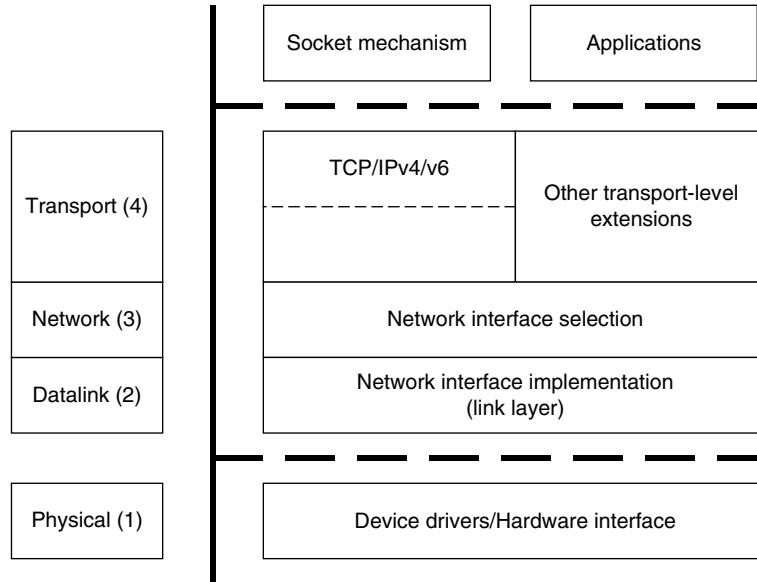 Socket mechanism
Applications
Transport (4)
TCP/IPv4/v6
Other transport-level
extensions
Network (3)
Network interface selection
Datalink (2)
Network interface implementation
(link layer)
Physical (1)
Device drivers/Hardware interface